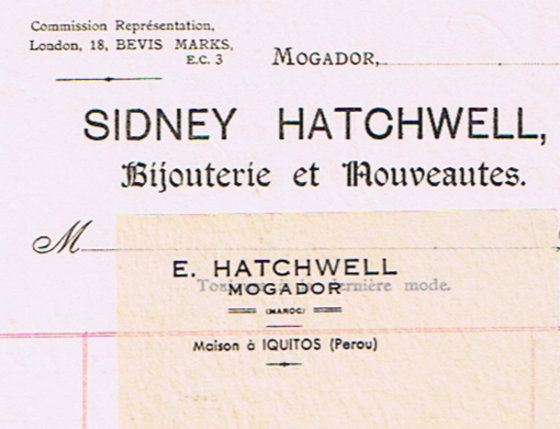 Commission Représentation,
London, 18, BEVIS MARKS,
E.C. 3
MOGADOR,
SIDNEY HATCHWELL,
Bijouterie et Nouveautes.
M
E. HATCHWELL
dernière mode.
MOGADOR
(MAROC)
Maison à IQUITOS (Perou)